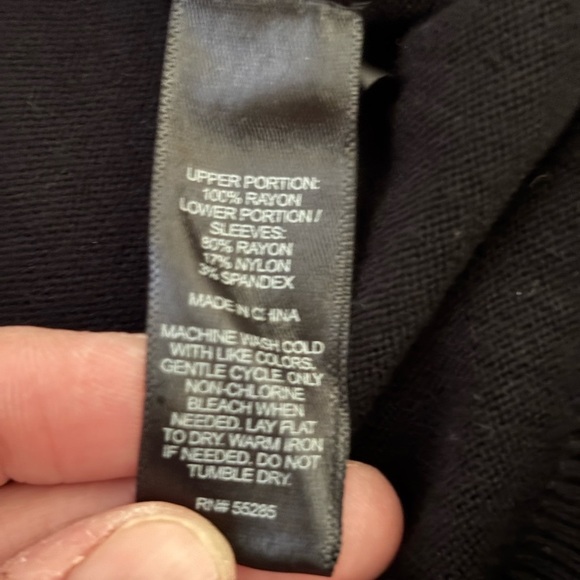 UPPER PORTION:
100% RAYON
LOWER PORTION /
SLEEVES:
80% RAYON
17% NYLON
3% SPANDEX
MADE IN CHINA
MACHINE WASH COLD
WITH LIKE COLORS.
GENTLE CYCLE ONLY
NON-CHLORNE
BLEACH WHEN
NEEDED. LAY FLAT
TO DRY. WARM IRON
IF NEEDED. DO NOT
TUMBLE DRY.
RN# 55285